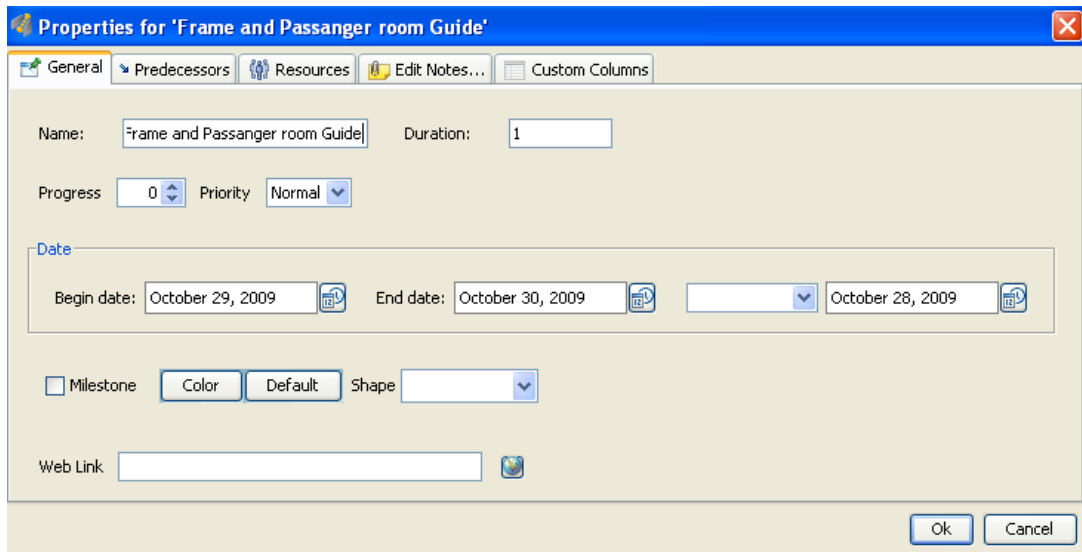 Properties for 'Frame and Passanger room Guide'
General Predecessors Resources Edit Notes... Custom Columns
Name: Frame and Passanger room Guide Duration: 1
Progress 0 Priority Normal
Date
Begin date: October 29, 2009 End date: October 30, 2009 October 28, 2009
Milestone Color Default Shape
Web Link
Ok Cancel